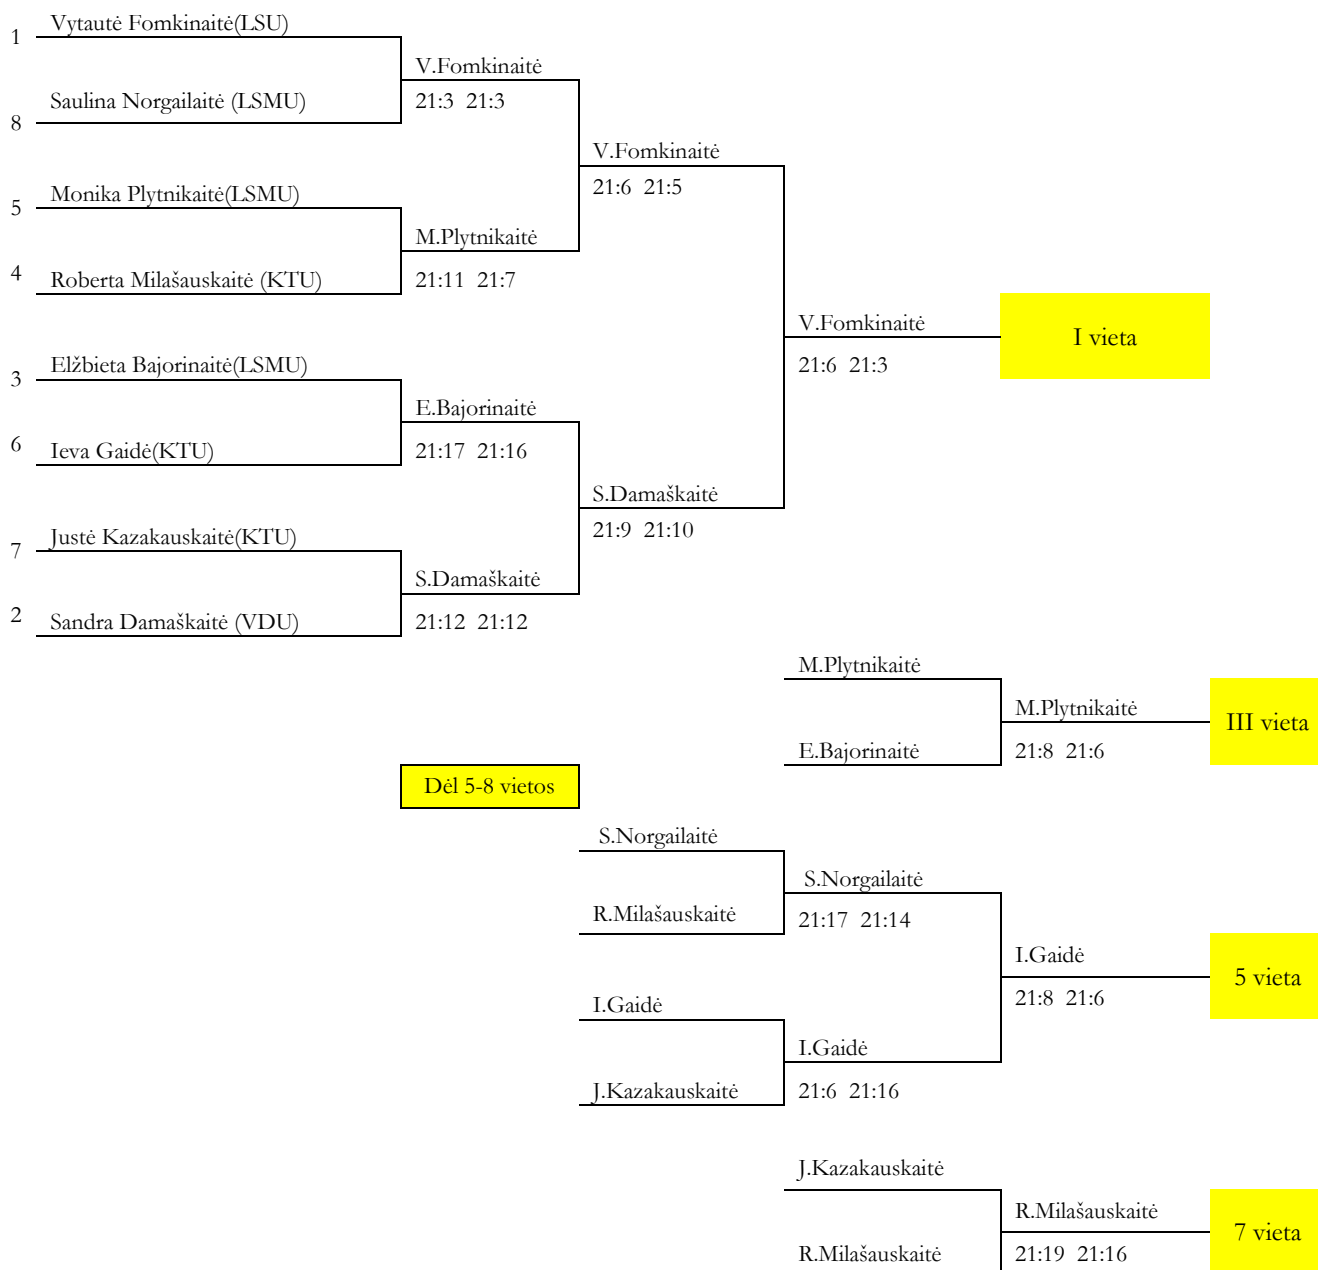 Vytautė Fomkinaitė(LSU)
1
V.Fomkinaitė
Saulina Norgailaitė (LSMU)
21:3 21:3
8
V.Fomkinaitė
21:6 21:5
Monika Plytnikaitė(LSMU)
5
M.Plytnikaitė
4
Roberta Milašauskaitė (KTU)
21:11 21:7
V.Fomkinaitė
I vieta
21:6 21:3
Elžbieta Bajorinaitė(LSMU)
3
E.Bajorinaitė
6
Ieva Gaidė(KTU)
21:17 21:16
S.Damaškaitė
21:9 21:10
Justė Kazakauskaitė(KTU)
7
S.Damaškaitė
2
Sandra Damaškaitė (VDU)
21:12 21:12
M.Plytnikaitė
M.Plytnikaitė
III vieta
E.Bajorinaitė
21:8 21:6
Dėl 5-8 vietos
S.Norgailaitė
S.Norgailaitė
R.Milašauskaitė
21:17 21:14
I.Gaidė
5 vieta
21:8 21:6
I.Gaidė
I.Gaidė
J.Kazakauskaitė
21:6 21:16
J.Kazakauskaitė
R.Milašauskaitė
7 vieta
R.Milašauskaitė
21:19 21:16